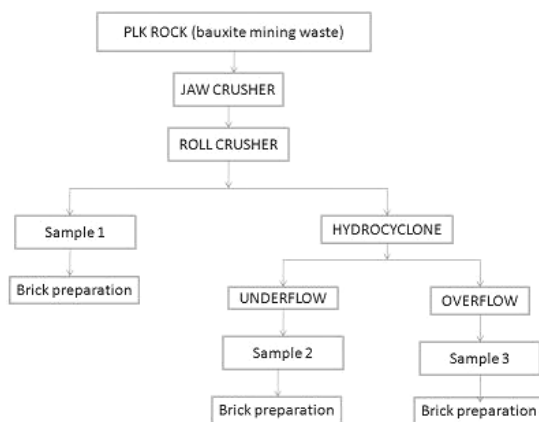 PLK ROCK (bauxite mining waste)
JAW CRUSHER
ROLL CRUSHER
Sample 1
HYDROCYCLONE
Brick preparation
UNDERFLOW
OVERFLOW
Sample 2
Sample 3
Brick preparation
Brick preparation